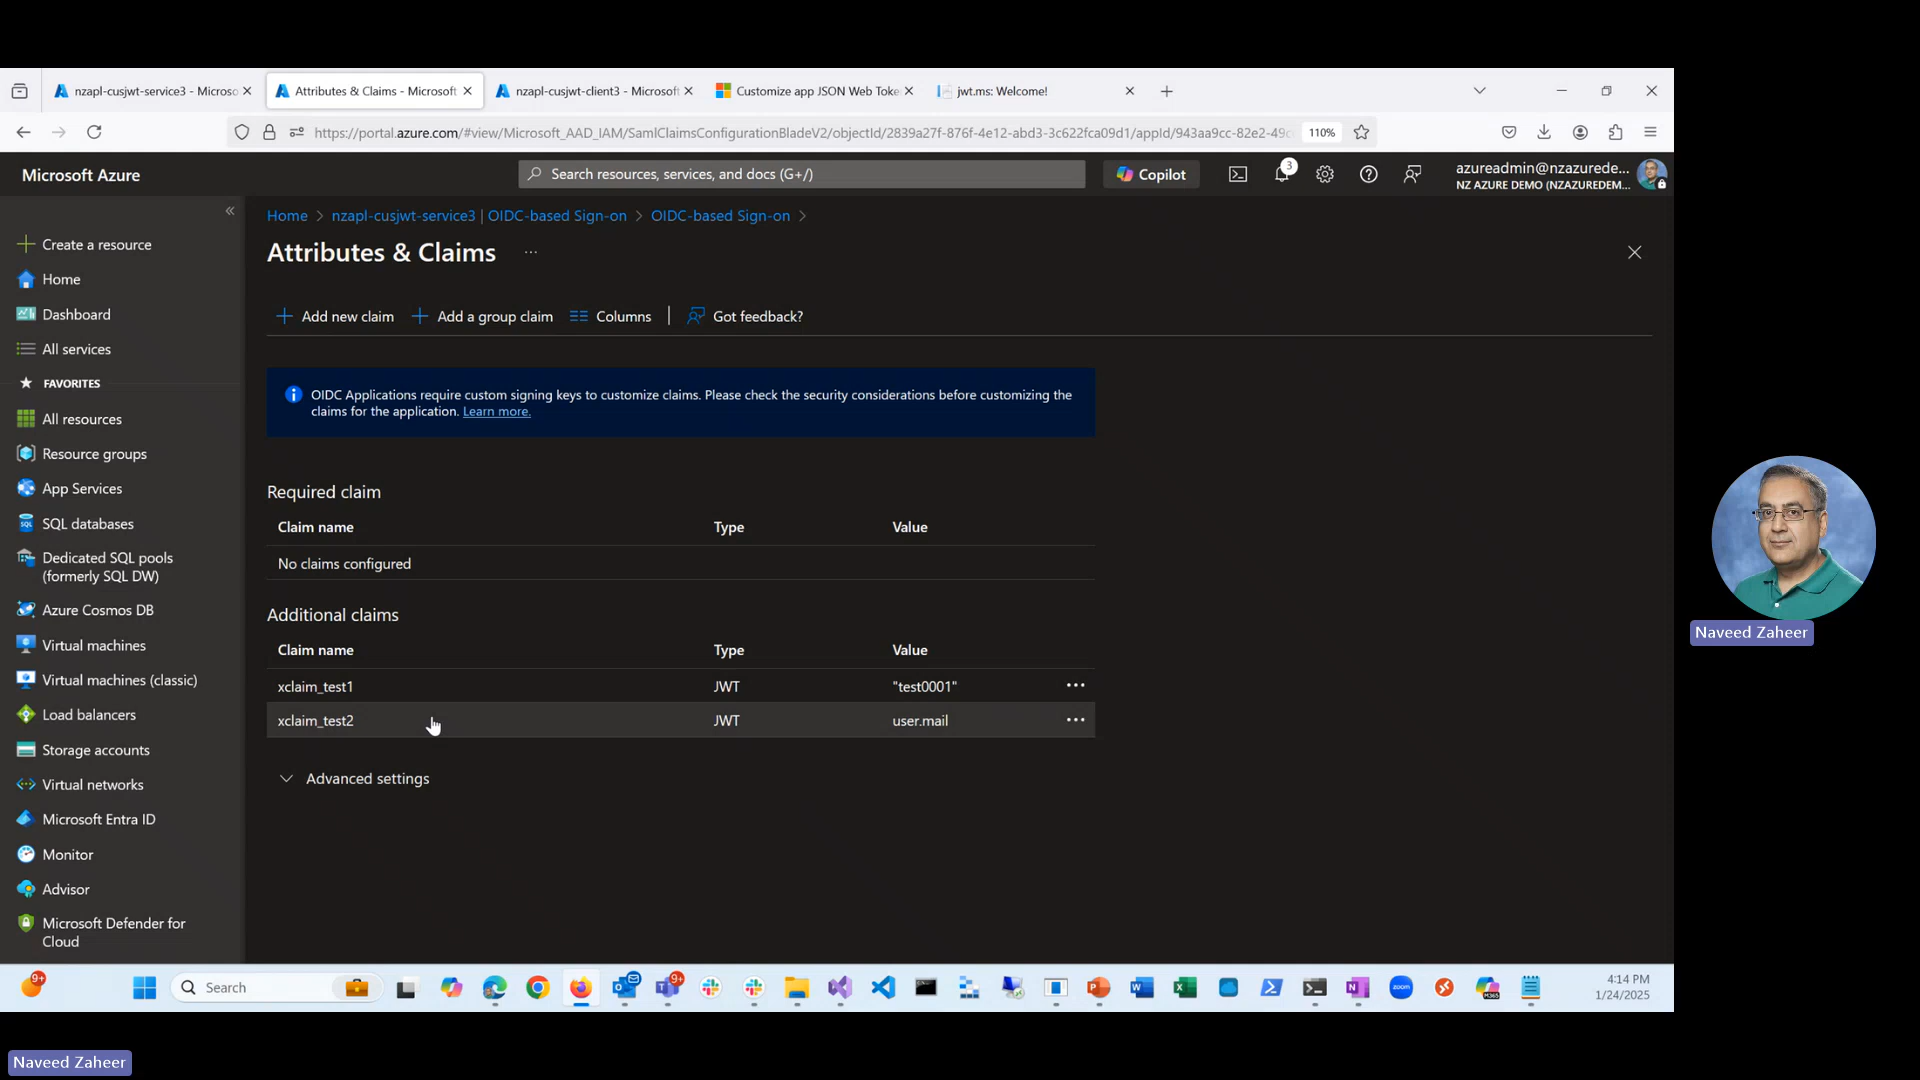 nzapl-cusjwt-service3 - Microso
Attributes & Claims - Microsoft
nzapl-cusjwt-client3 - Microsoft
Customize app JSON Web Toke
jwt.ms: Welcome!
https://portal.azure.com/#view/Microsoft_AAD_IAM/SamlClaimsConfigurationBladeV2/objectId/2839a27f-876f-4e12-abd3-3c622fca09d1/appId/943aa9cc-82e2-49c
110%
Microsoft Azure
Search resources, services, and docs (G+/)
Copilot
3
azureadmin@nzazurede...
NZ AZURE DEMO (NZAZUREDEM...
Home > nzapl-cusjwt-service3 | OIDC-based Sign-on > OIDC-based Sign-on >
Attributes & Claims ...
Add new claim
Add a group claim
Columns
Got feedback?
OIDC Applications require custom signing keys to customize claims. Please check the security considerations before customizing the
claims for the application. Learn more.
Required claim
Claim name Type Value
No claims configured
Additional claims
Claim name Type Value
xclaim_test1 JWT "test0001" ...
xclaim_test2 JWT user.mail ...
Advanced settings
Create a resource
Home
Dashboard
All services
FAVORITES
All resources
Resource groups
App Services
SQL databases
Dedicated SQL pools
(formerly SQL DW)
Azure Cosmos DB
Virtual machines
Virtual machines (classic)
Load balancers
Storage accounts
Virtual networks
Microsoft Entra ID
Monitor
Advisor
Microsoft Defender for
Cloud
Naveed Zaheer
9+
Search
9+
zoom
M365
4:14 PM
1/24/2025
Naveed Zaheer